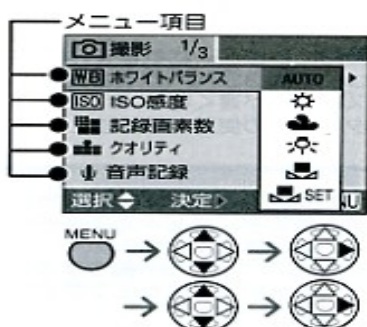 メニュー項目
撮影 1/3
WB ホワイトバランス AUTO
ISO ISO感度
記録画素数
クオリティ
音声記録
SET
選択 決定 NU
MENU